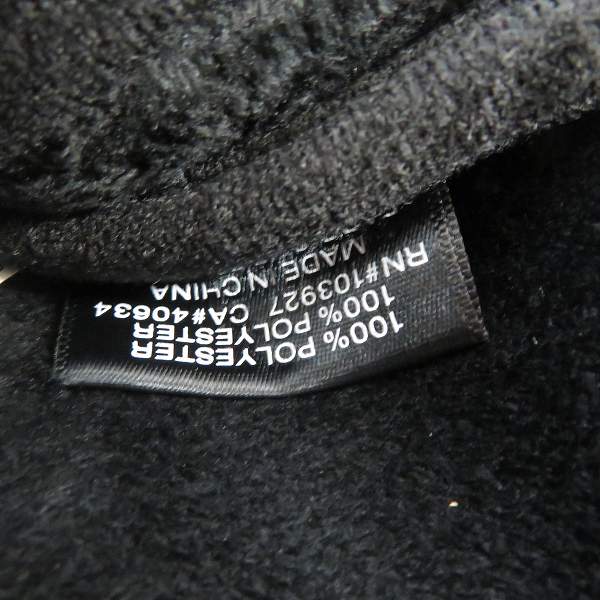 100% POLYESTER
100% POLYESTER
RN#103927 CA#40634
MADE IN CHINA